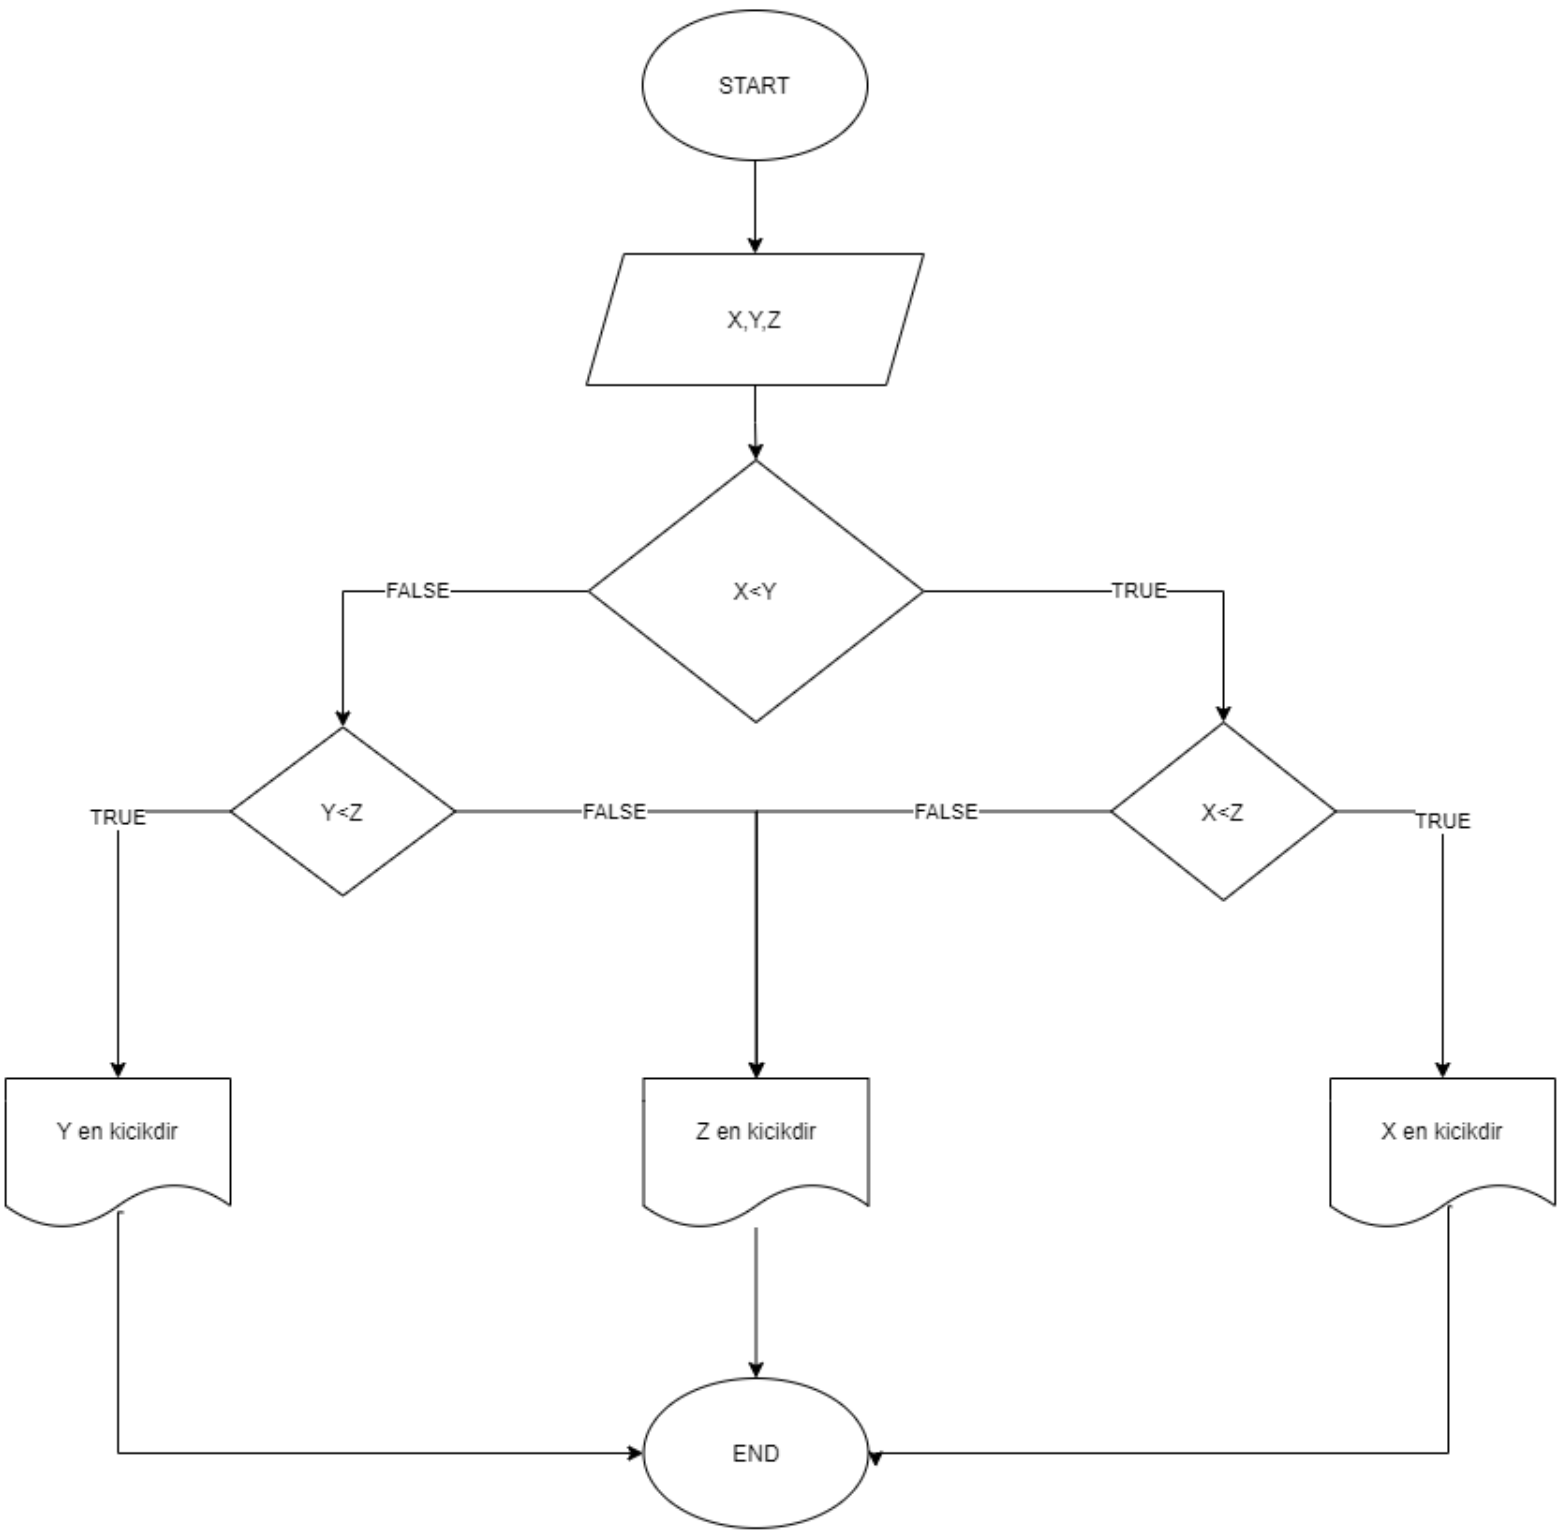 START
X,Y,Z
X<Y
FALSE
TRUE
Y<Z
X<Z
TRUE
FALSE
FALSE
TRUE
Y en kicikdir
Z en kicikdir
X en kicikdir
END